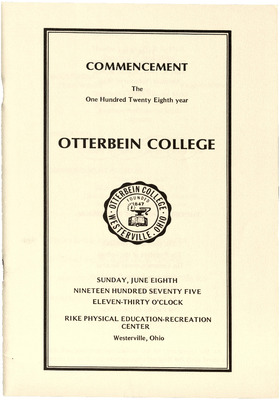 COMMENCEMENT
The
One Hundred Twenty Eighth year
OTTERBEIN COLLEGE
OTTERBEIN COLLEGE
FOUNDED
1847
WESTERVILLE, OHIO
SUNDAY, JUNE EIGHTH
NINETEEN HUNDRED SEVENTY FIVE
ELEVEN-THIRTY O'CLOCK
RIKE PHYSICAL EDUCATION-RECREATION
CENTER
Westerville, Ohio